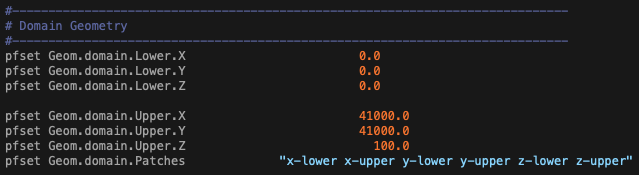 #---------------------------------------------------------------------------------
# Domain Geometry
#---------------------------------------------------------------------------------
pfset Geom.domain.Lower.X                        0.0
pfset Geom.domain.Lower.Y                        0.0
pfset Geom.domain.Lower.Z                        0.0

pfset Geom.domain.Upper.X                        41000.0
pfset Geom.domain.Upper.Y                        41000.0
pfset Geom.domain.Upper.Z                          100.0
pfset Geom.domain.Patches             "x-lower x-upper y-lower y-upper z-lower z-upper"